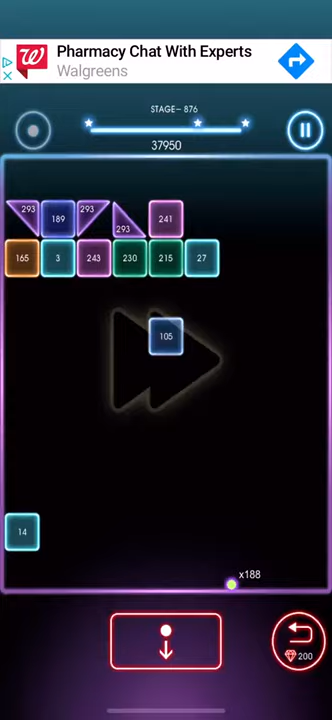 Pharmacy Chat With Experts
Walgreens
STAGE- 876
37950
293 189 293 293 241
165 3 243 230 215 27
105
14
x188
200